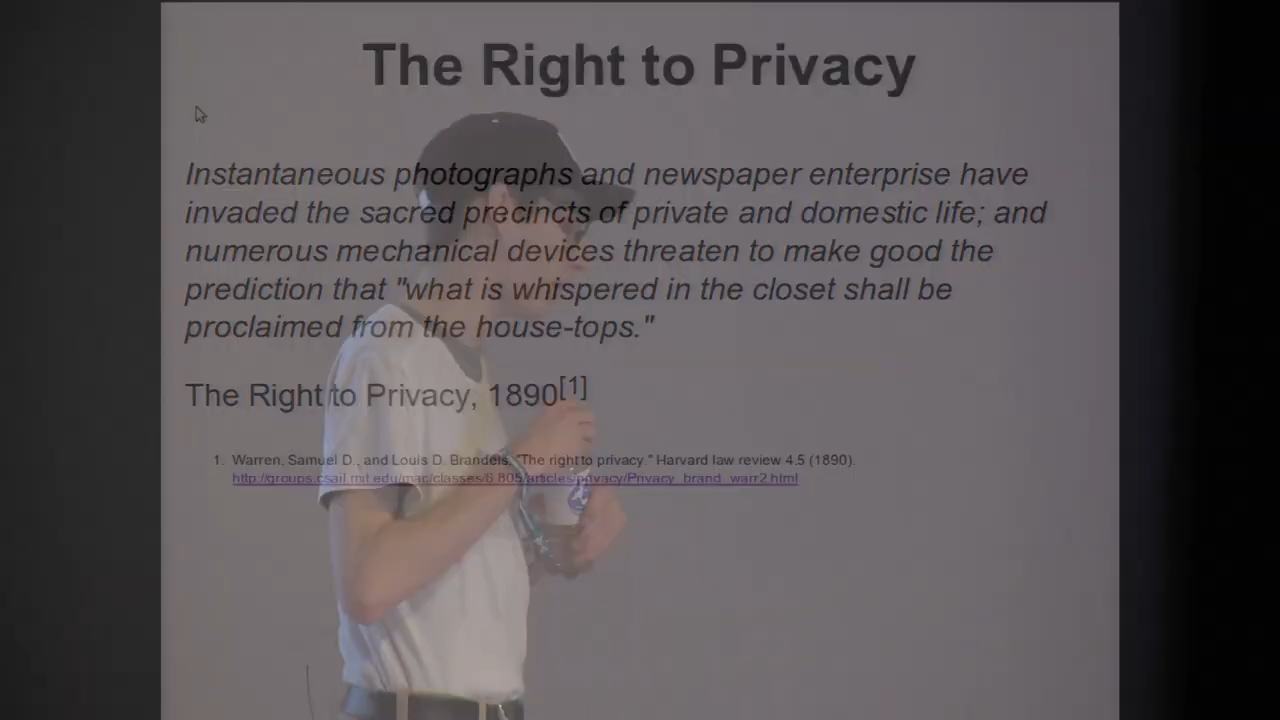 The Right to Privacy
Instantaneous photographs and newspaper enterprise have
invaded the sacred precincts of private and domestic life; and
numerous mechanical devices threaten to make good the
prediction that "what is whispered in the closet shall be
proclaimed from the house-tops."
The Right to Privacy, 1890[1]
1. Warren, Samuel D., and Louis D. Brandeis, "The right to privacy." Harvard law review 4.5 (1890).
http://groups.csail.mit.edu/mac/classes/6.805/articles/privacy/Privacy_brand_warr2.html